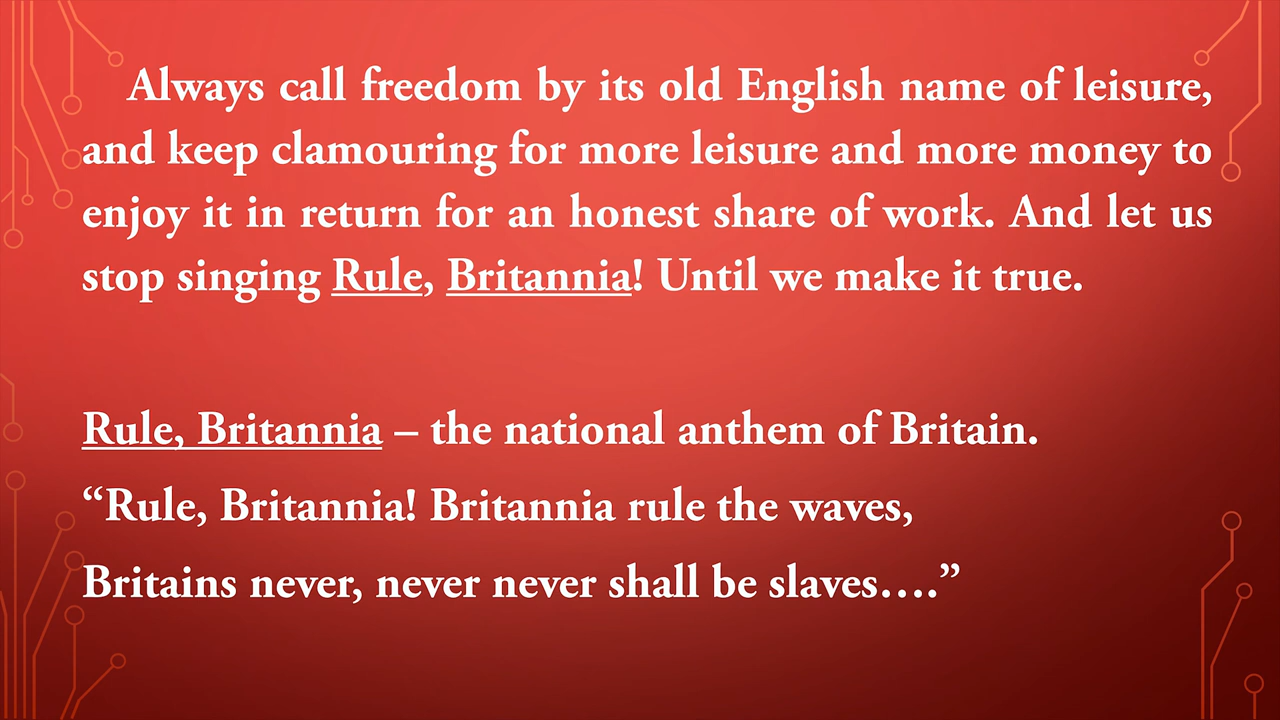 Always call freedom by its old English name of leisure,
and keep clamouring for more leisure and more money to
enjoy it in return for an honest share of work. And let us
stop singing Rule, Britannia! Until we make it true.
Rule, Britannia – the national anthem of Britain.
“Rule, Britannia! Britannia rule the waves,
Britains never, never never shall be slaves….”